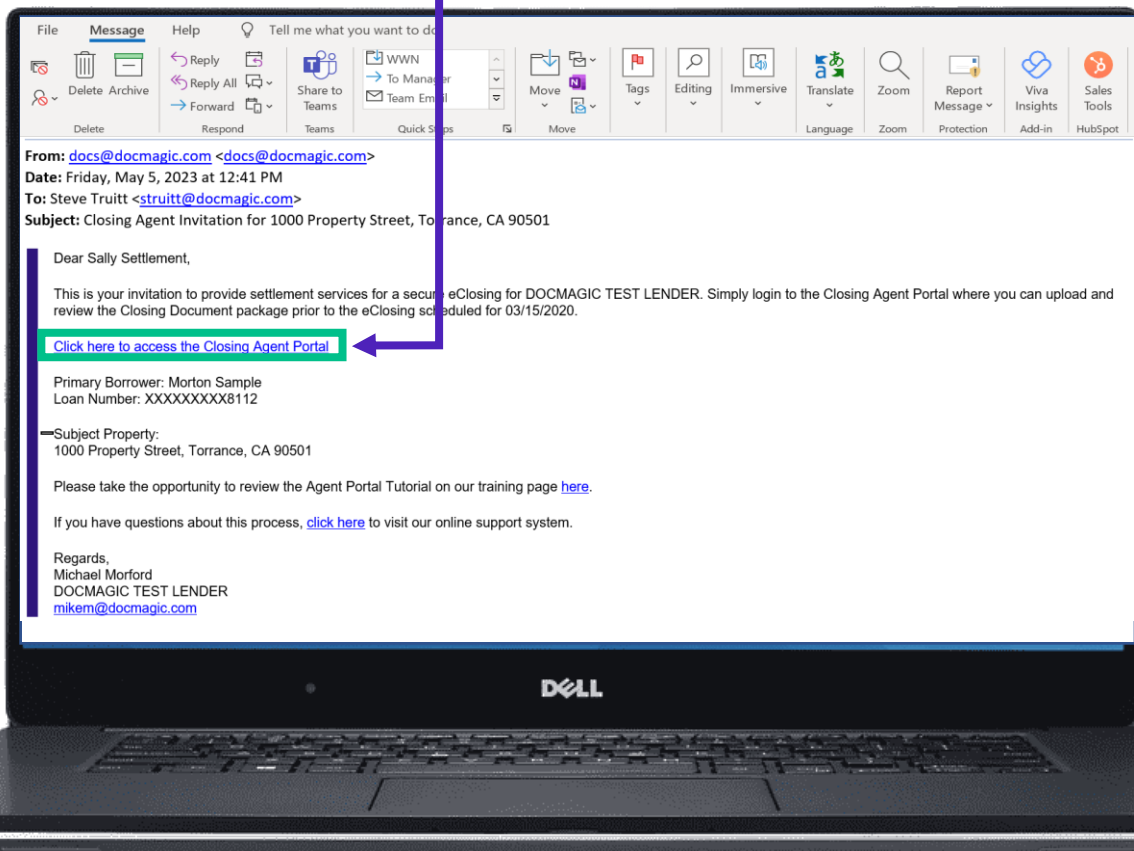 File Message Help Tell me what you want to do
Delete Archive
Reply
Reply All
Forward
Share to Teams
WWN
To Manager
Team Email
Move
Tags
Editing
Immersive
あ
a
Translate
Zoom
Report Message
Viva Insights
Sales Tools
Delete Respond Teams Quick Steps Move Language Zoom Protection Add-in HubSpot
From: docs@docmagic.com <docs@docmagic.com>
Date: Friday, May 5, 2023 at 12:41 PM
To: Steve Truitt <struitt@docmagic.com>
Subject: Closing Agent Invitation for 1000 Property Street, Torrance, CA 90501
Dear Sally Settlement,
This is your invitation to provide settlement services for a secure eClosing for DOCMAGIC TEST LENDER. Simply login to the Closing Agent Portal where you can upload and
review the Closing Document package prior to the eClosing scheduled for 03/15/2020.
Click here to access the Closing Agent Portal
Primary Borrower: Morton Sample
Loan Number: XXXXXXXXX8112
Subject Property:
1000 Property Street, Torrance, CA 90501
Please take the opportunity to review the Agent Portal Tutorial on our training page here.
If you have questions about this process, click here to visit our online support system.
Regards,
Michael Morford
DOCMAGIC TEST LENDER
mikem@docmagic.com
DELL